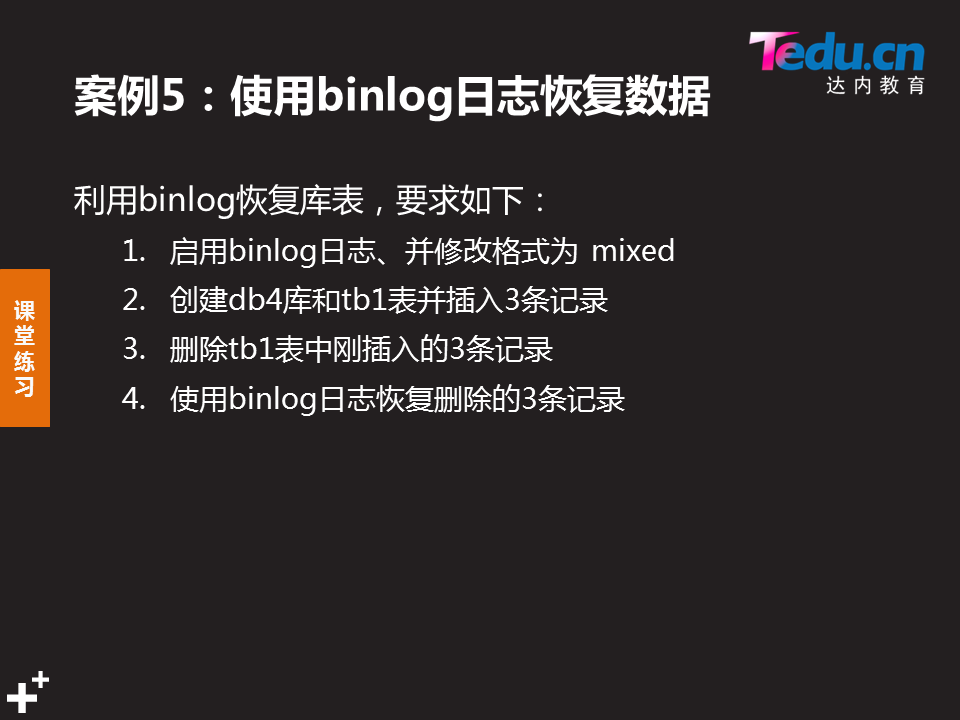 Tedu.cn
达内教育
案例5：使用binlog日志恢复数据
利用binlog恢复库表，要求如下：
1. 启用binlog日志、并修改格式为 mixed
2. 创建db4库和tb1表并插入3条记录
3. 删除tb1表中刚插入的3条记录
4. 使用binlog日志恢复删除的3条记录
课
堂
练
习